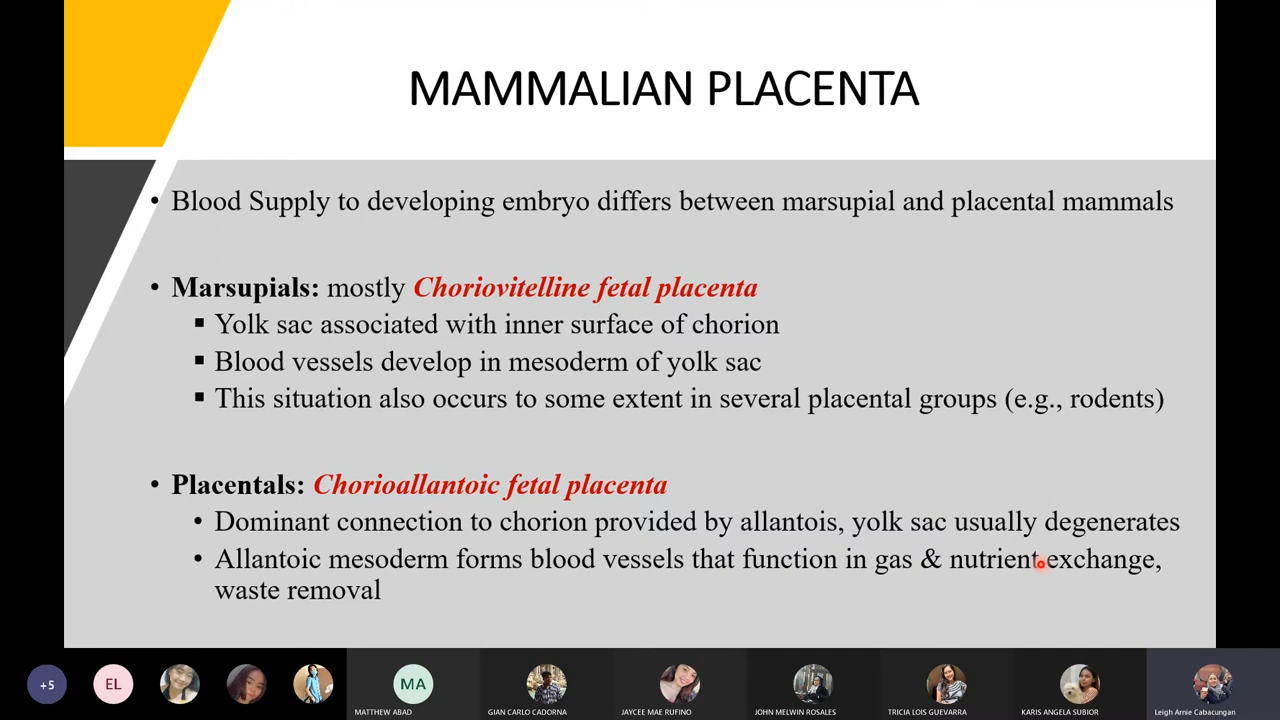 MAMMALIAN PLACENTA
• Blood Supply to developing embryo differs between marsupial and placental mammals
• Marsupials: mostly Choriovitelline fetal placenta
▪ Yolk sac associated with inner surface of chorion
▪ Blood vessels develop in mesoderm of yolk sac
▪ This situation also occurs to some extent in several placental groups (e.g., rodents)
• Placentals: Chorioallantoic fetal placenta
• Dominant connection to chorion provided by allantois, yolk sac usually degenerates
• Allantoic mesoderm forms blood vessels that function in gas & nutrient exchange,
waste removal
+5
EL
MA
MATTHEW ABAD
GIAN CARLO CADORNA
JAYCEE MAE RUFINO
JOHN MELWIN ROSALES
TRICIA LOIS GUEVARRA
KARIS ANGELA SUBIOR
Leigh Arnie Cabacungan